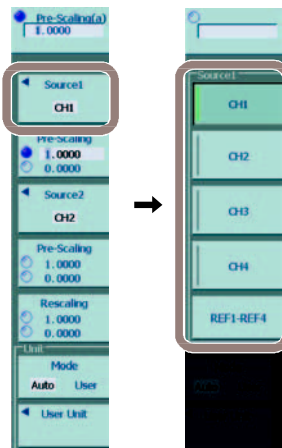 Pre-Scaling(a)
1.0000
Source1
CH1
Pre-Scaling
1.0000
0.0000
Source2
CH2
Pre-Scaling
1.0000
0.0000
Rescaling
1.0000
0.0000
Unit
Mode
Auto User
User Unit
Source1
CH1
CH2
CH3
CH4
REF1-REF4
Auto